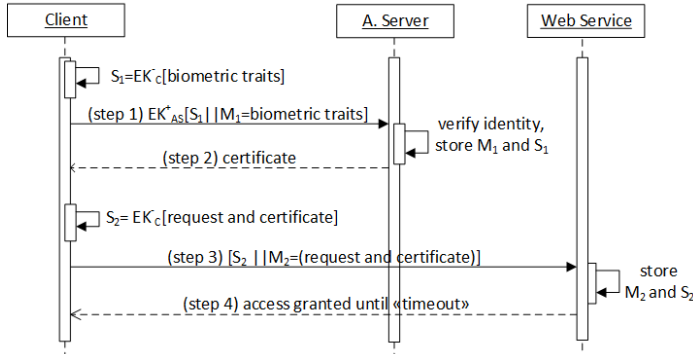 Client
A. Server
Web Service
S₁=EK⁻c[biometric traits]
(step 1) EK⁺AS[S₁||M₁=biometric traits]
verify identity,
store M₁ and S₁
(step 2) certificate
S₂= EK⁻c[request and certificate]
(step 3) [S₂ ||M₂=(request and certificate)]
store
M₂ and S₂
(step 4) access granted until «timeout»